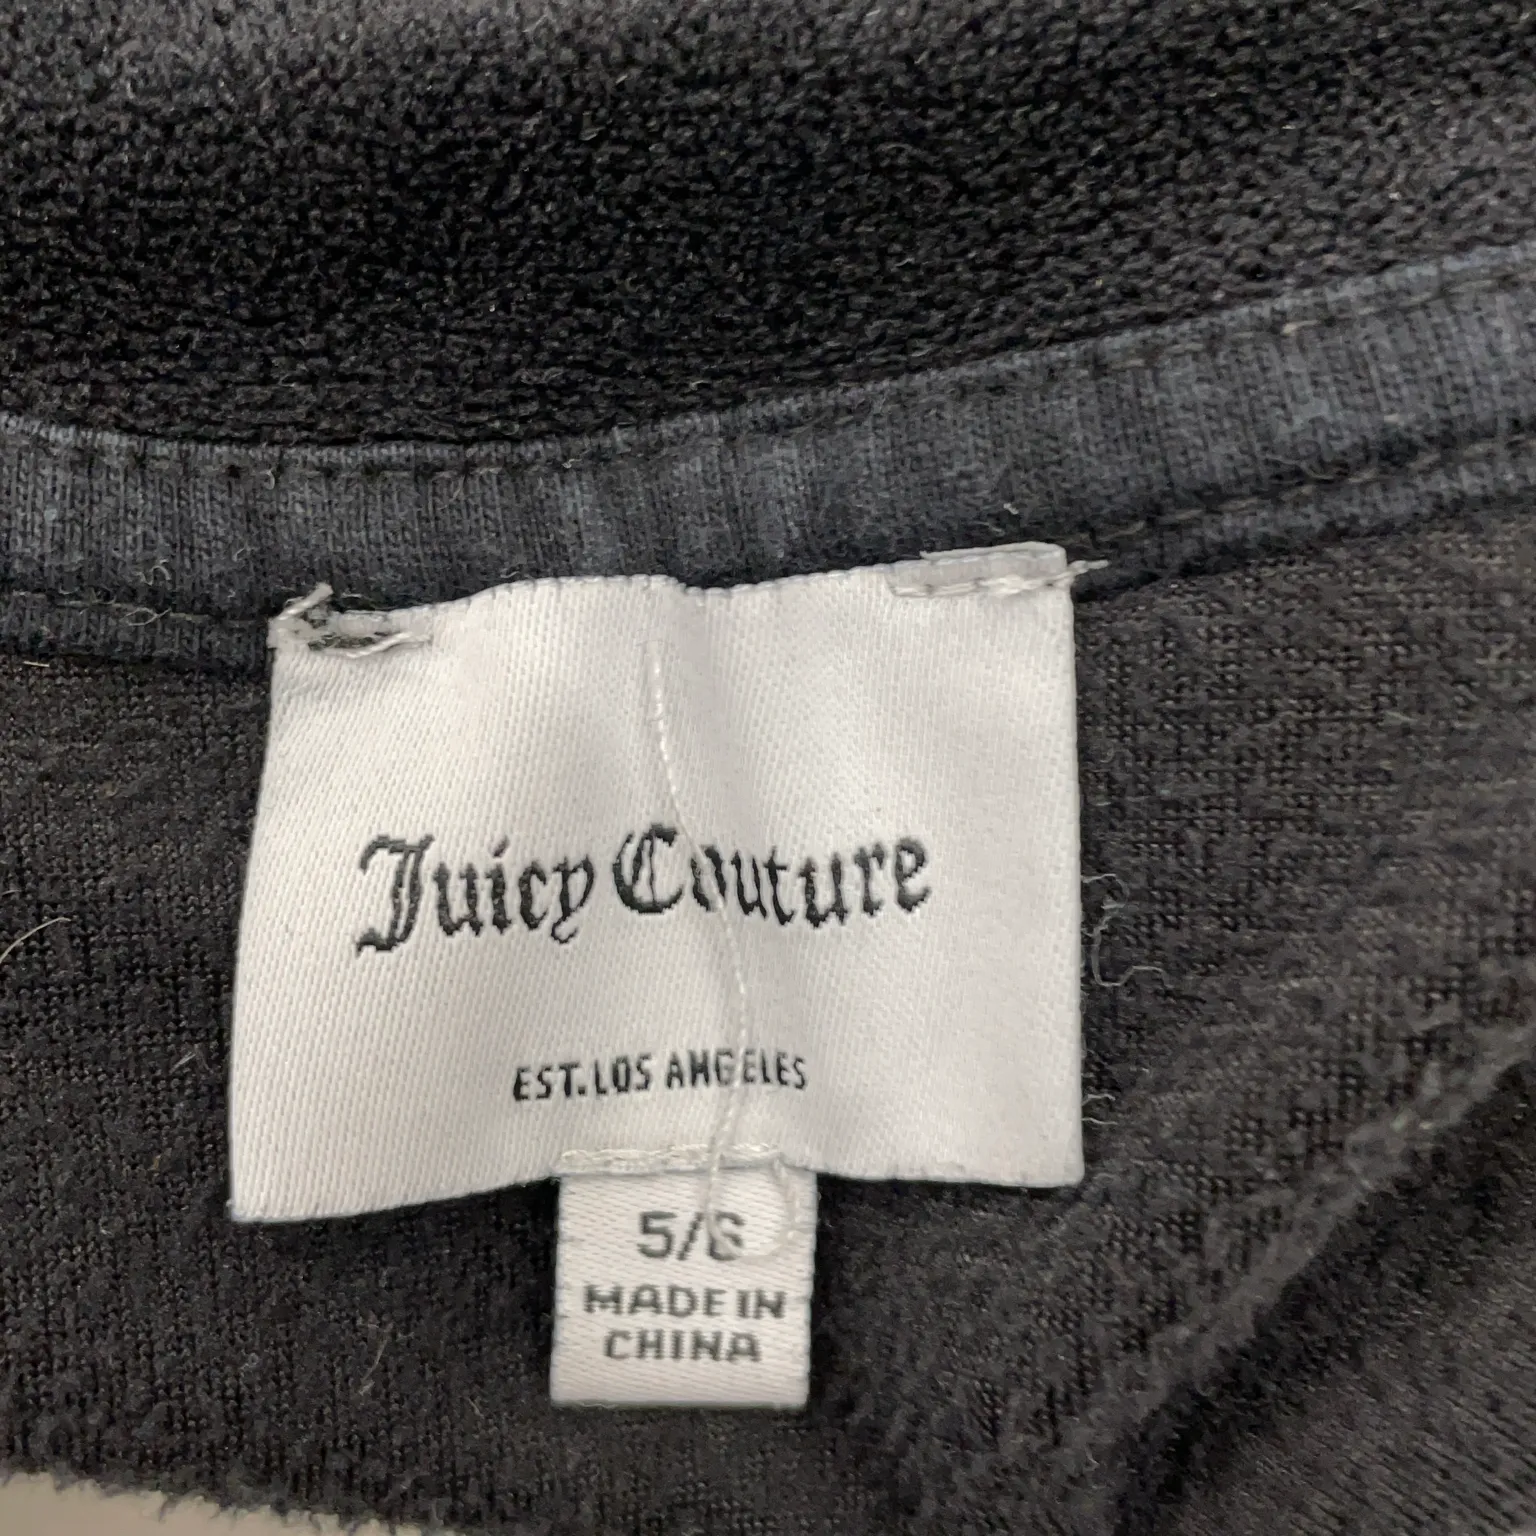 Juicy Couture
EST. LOS ANGELES
5/6
MADE IN
CHINA